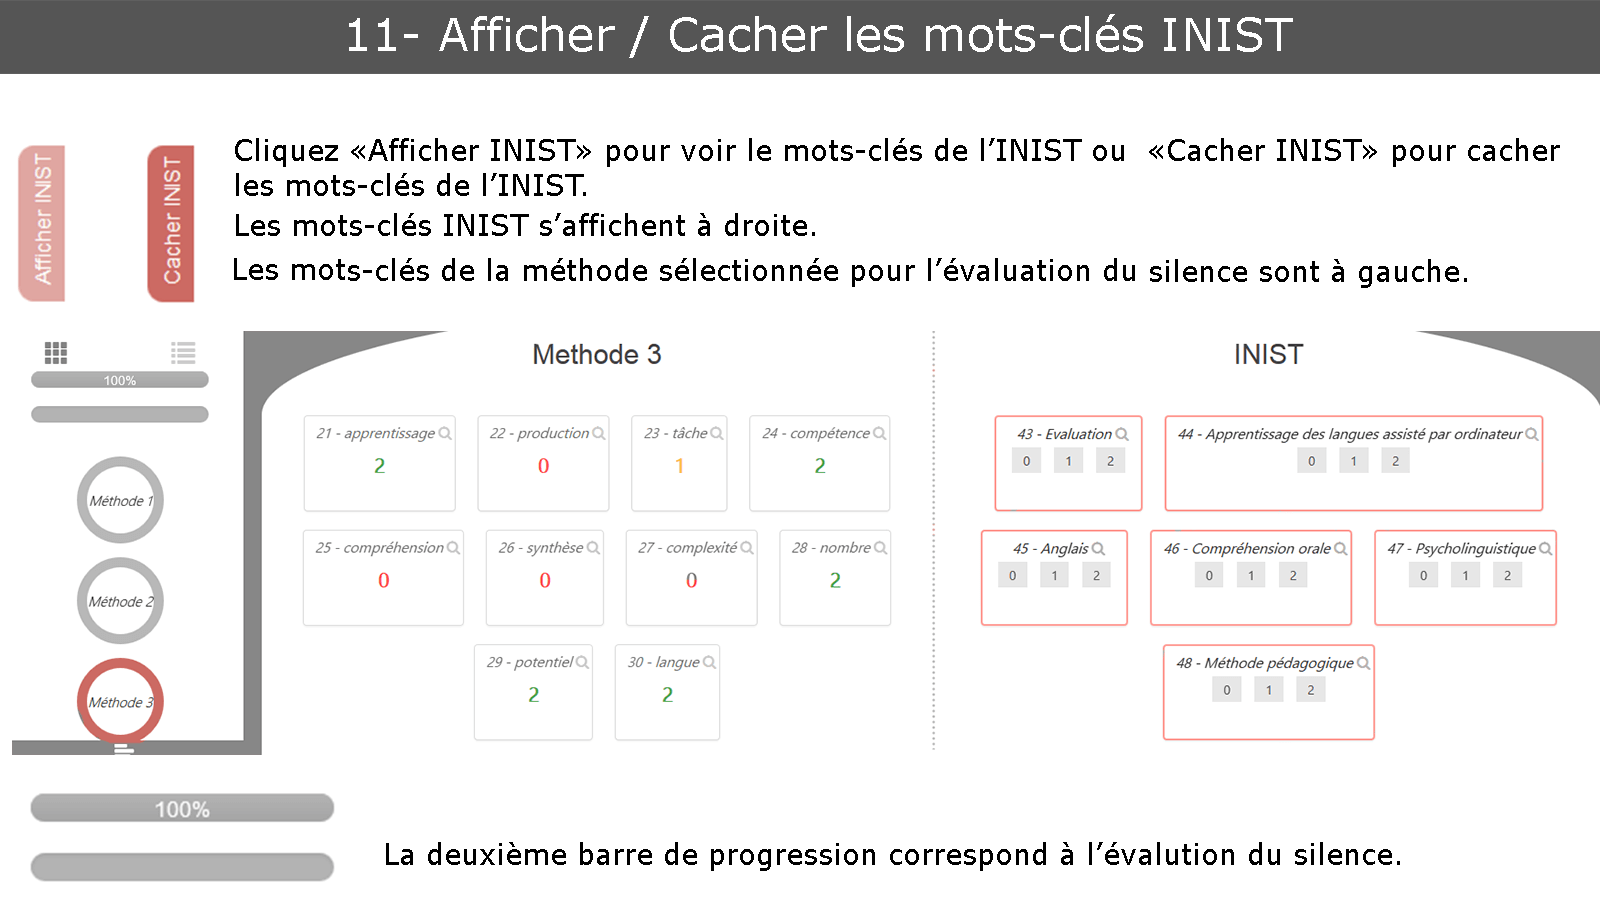 11- Afficher / Cacher les mots-clés INIST
Afficher INIST
Cacher INIST
Cliquez «Afficher INIST» pour voir le mots-clés de l’INIST ou «Cacher INIST» pour cacher
les mots-clés de l’INIST.
Les mots-clés INIST s’affichent à droite.
Les mots-clés de la méthode sélectionnée pour l’évaluation du silence sont à gauche.
100%
Méthode 1
Méthode 2
Méthode 3
Methode 3
21 - apprentissage
2
22 - production
0
23 - tâche
1
24 - compétence
2
25 - compréhension
0
26 - synthèse
0
27 - complexité
0
28 - nombre
2
29 - potentiel
2
30 - langue
2
INIST
43 - Evaluation
0 1 2
44 - Apprentissage des langues assisté par ordinateur
0 1 2
45 - Anglais
0 1 2
46 - Compréhension orale
0 1 2
47 - Psycholinguistique
0 1 2
48 - Méthode pédagogique
0 1 2
100%
La deuxième barre de progression correspond à l’évalution du silence.